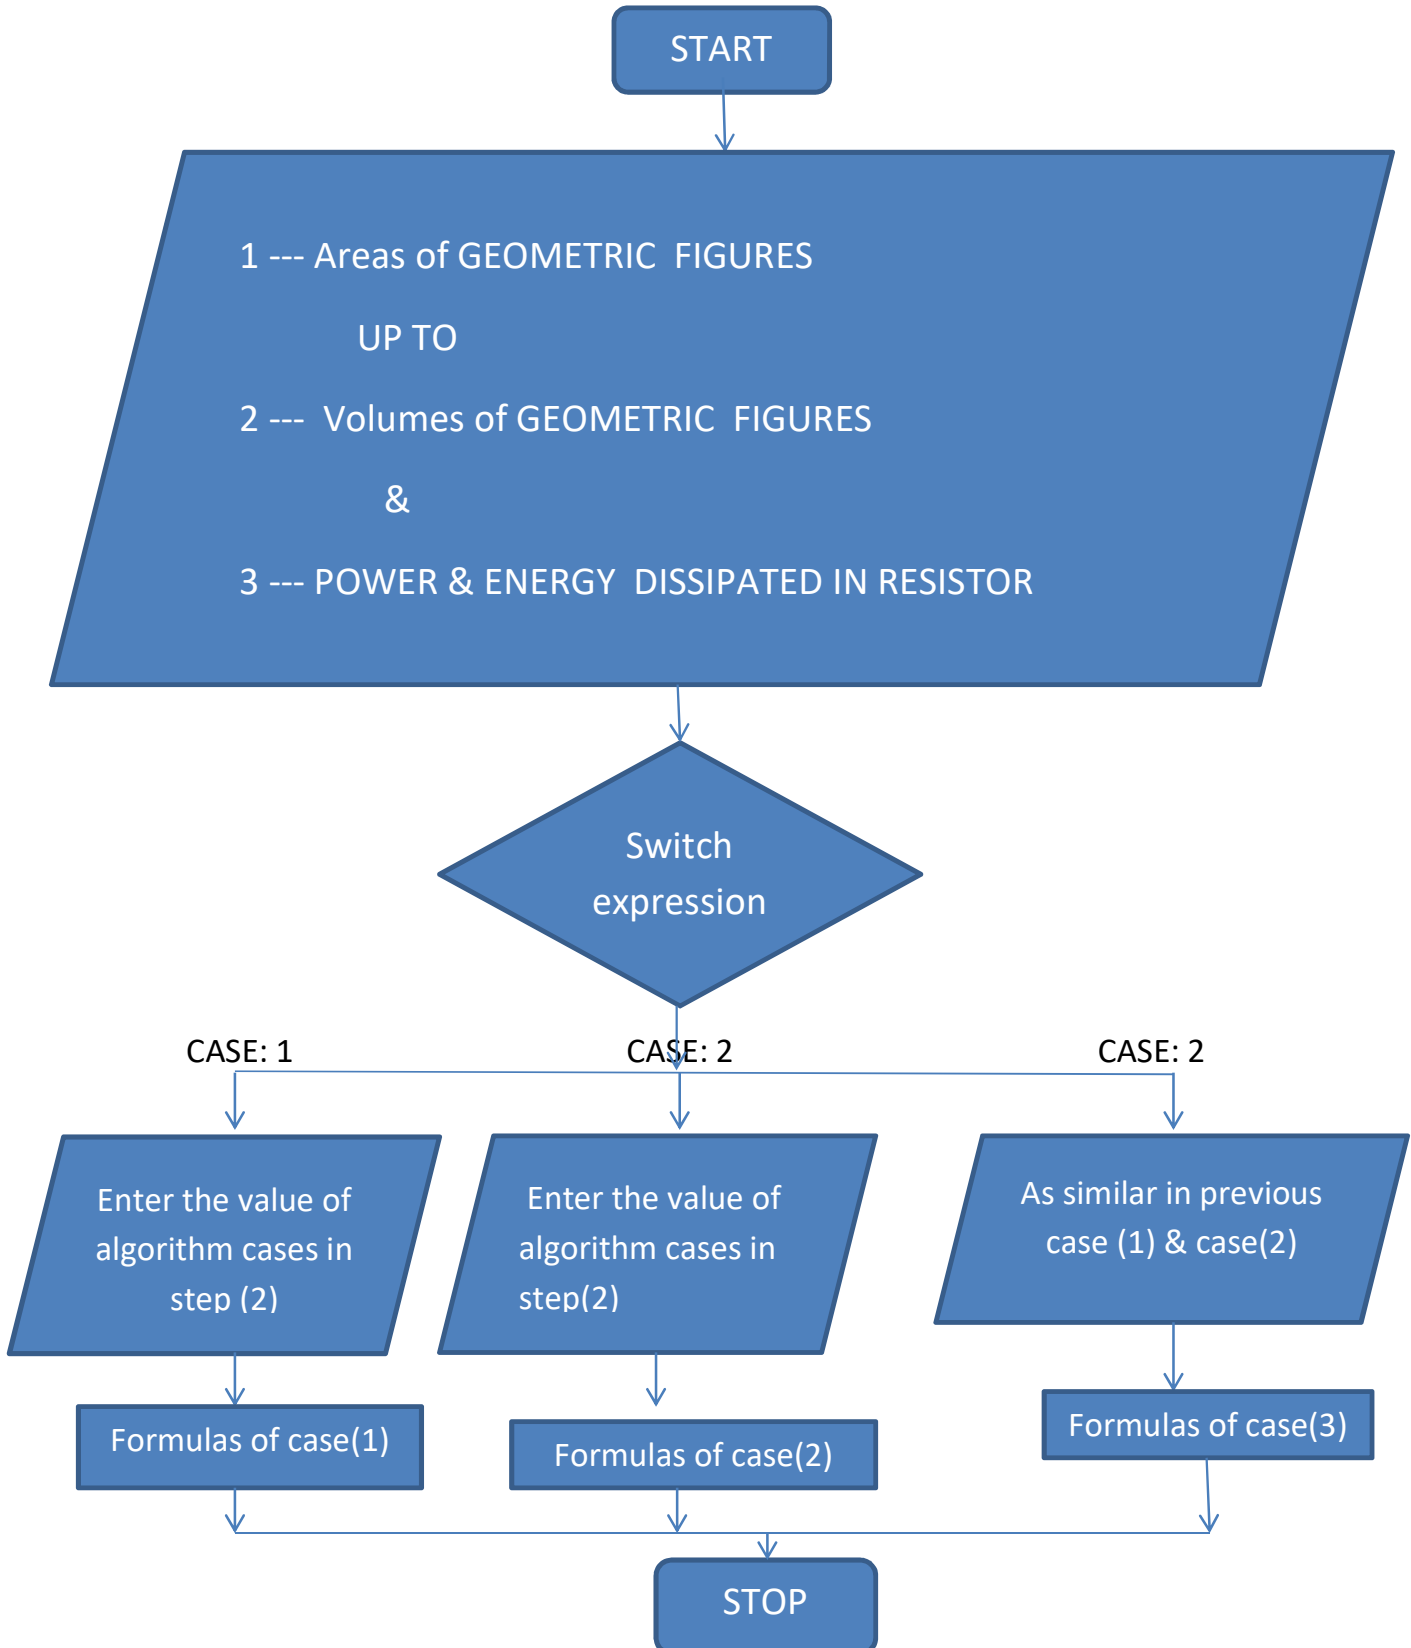 START
1 --- Areas of GEOMETRIC  FIGURES
UP TO
2 ---  Volumes of GEOMETRIC  FIGURES
&
3 --- POWER & ENERGY  DISSIPATED IN RESISTOR
Switch
expression
CASE: 1
CASE: 2
CASE: 2
Enter the value of
algorithm cases in
step (2)
Enter the value of
algorithm cases in
step(2)
As similar in previous
case (1) & case(2)
Formulas of case(1)
Formulas of case(2)
Formulas of case(3)
STOP